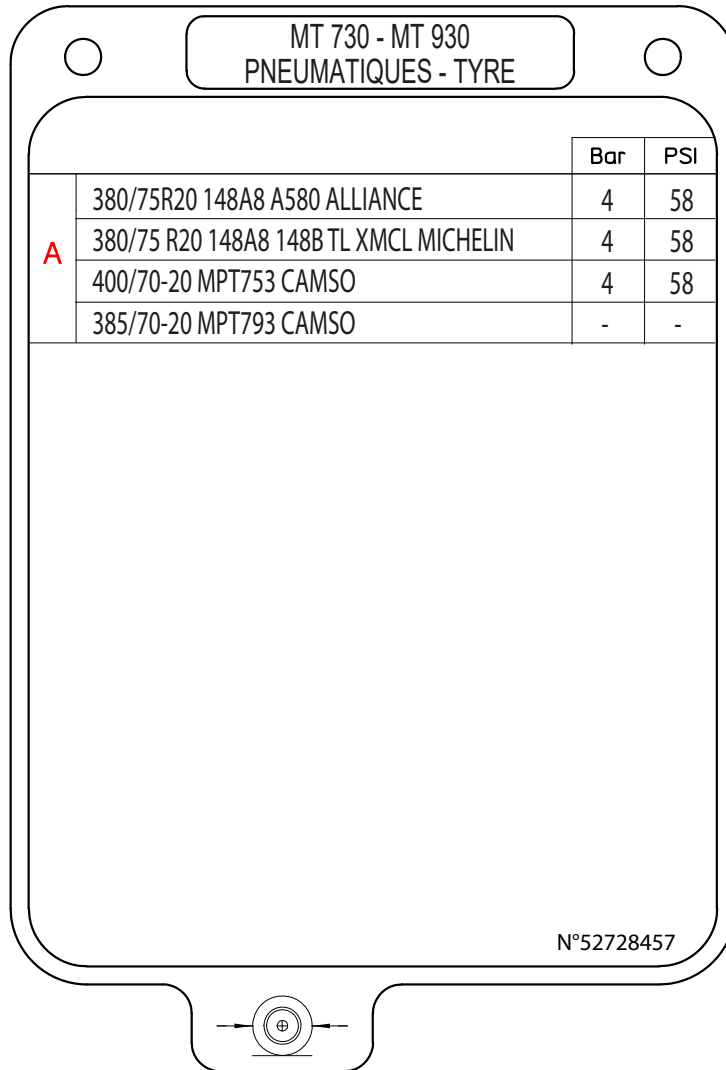 MT 730 - MT 930
PNEUMATIQUES - TYRE
Bar PSI
380/75R20 148A8 A580 ALLIANCE 4 58
A 380/75 R20 148A8 148B TL XMCL MICHELIN 4 58
400/70-20 MPT753 CAMSO 4 58
385/70-20 MPT793 CAMSO - -
N°52728457